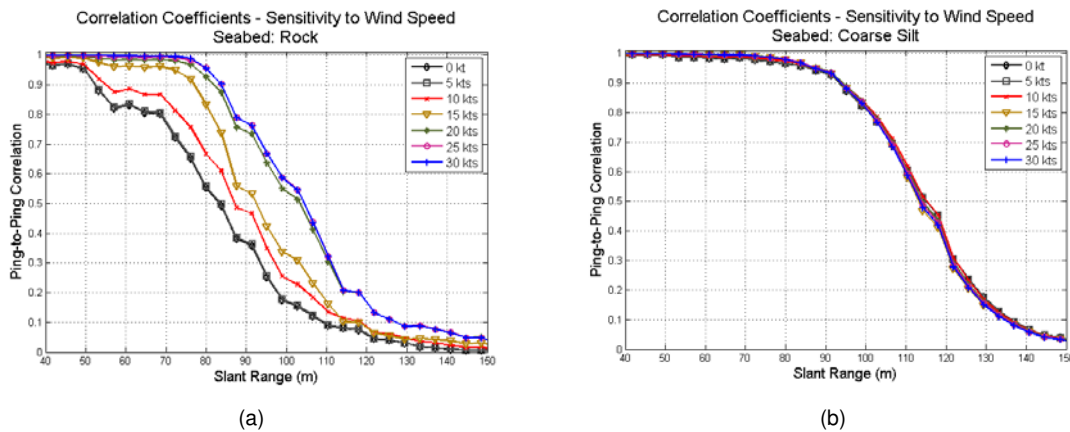 Correlation Coefficients - Sensitivity to Wind Speed
Seabed: Rock
Ping-to-Ping Correlation
1
0.9
0.8
0.7
0.6
0.5
0.4
0.3
0.2
0.1
0
0 kt
5 kts
10 kts
15 kts
20 kts
25 kts
30 kts
40 50 60 70 80 90 100 110 120 130 140 150
Slant Range (m)
(a)
Correlation Coefficients - Sensitivity to Wind Speed
Seabed: Coarse Silt
Ping-to-Ping Correlation
1
0.9
0.8
0.7
0.6
0.5
0.4
0.3
0.2
0.1
0
0 kt
5 kts
10 kts
15 kts
20 kts
25 kts
30 kts
40 50 60 70 80 90 100 110 120 130 140 150
Slant Range (m)
(b)